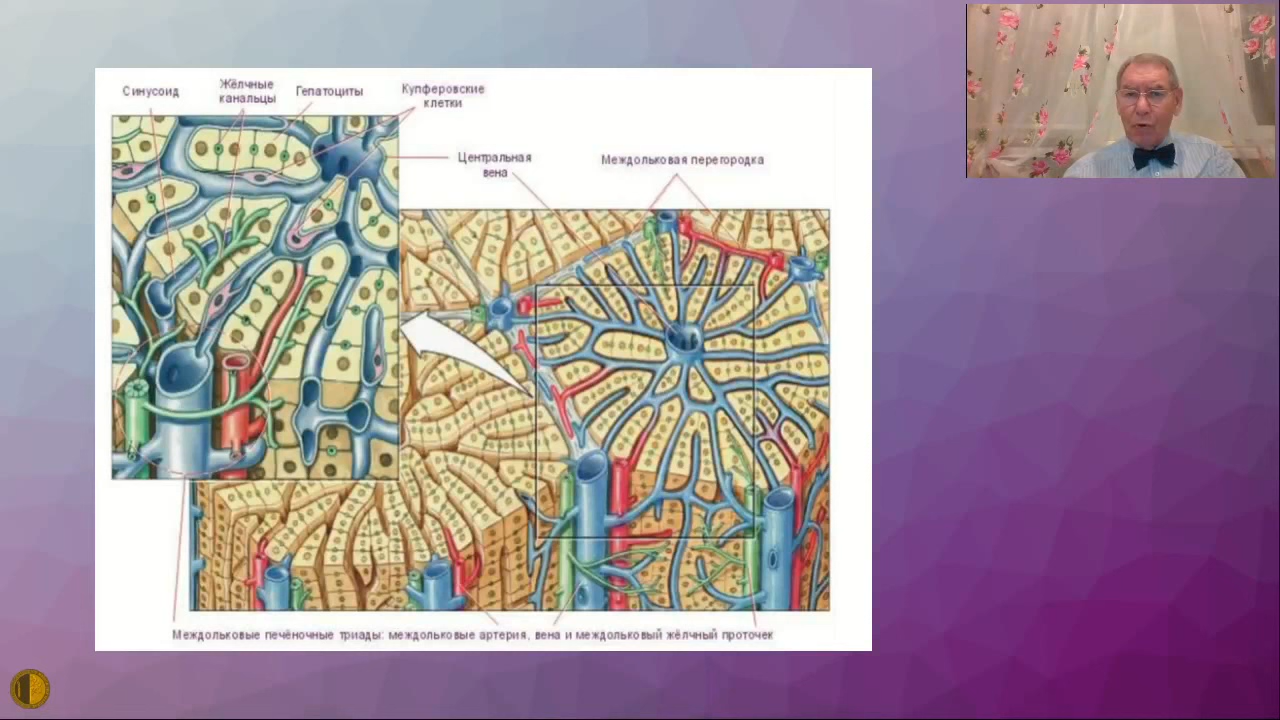 Синусоид
Жёлчные
канальцы
Гепатоциты
Купферовские
клетки
Центральная
вена
Междольковая перегородка
Междольковые печёночные триады: междольковые артерия, вена и междольковый жёлчный проточек